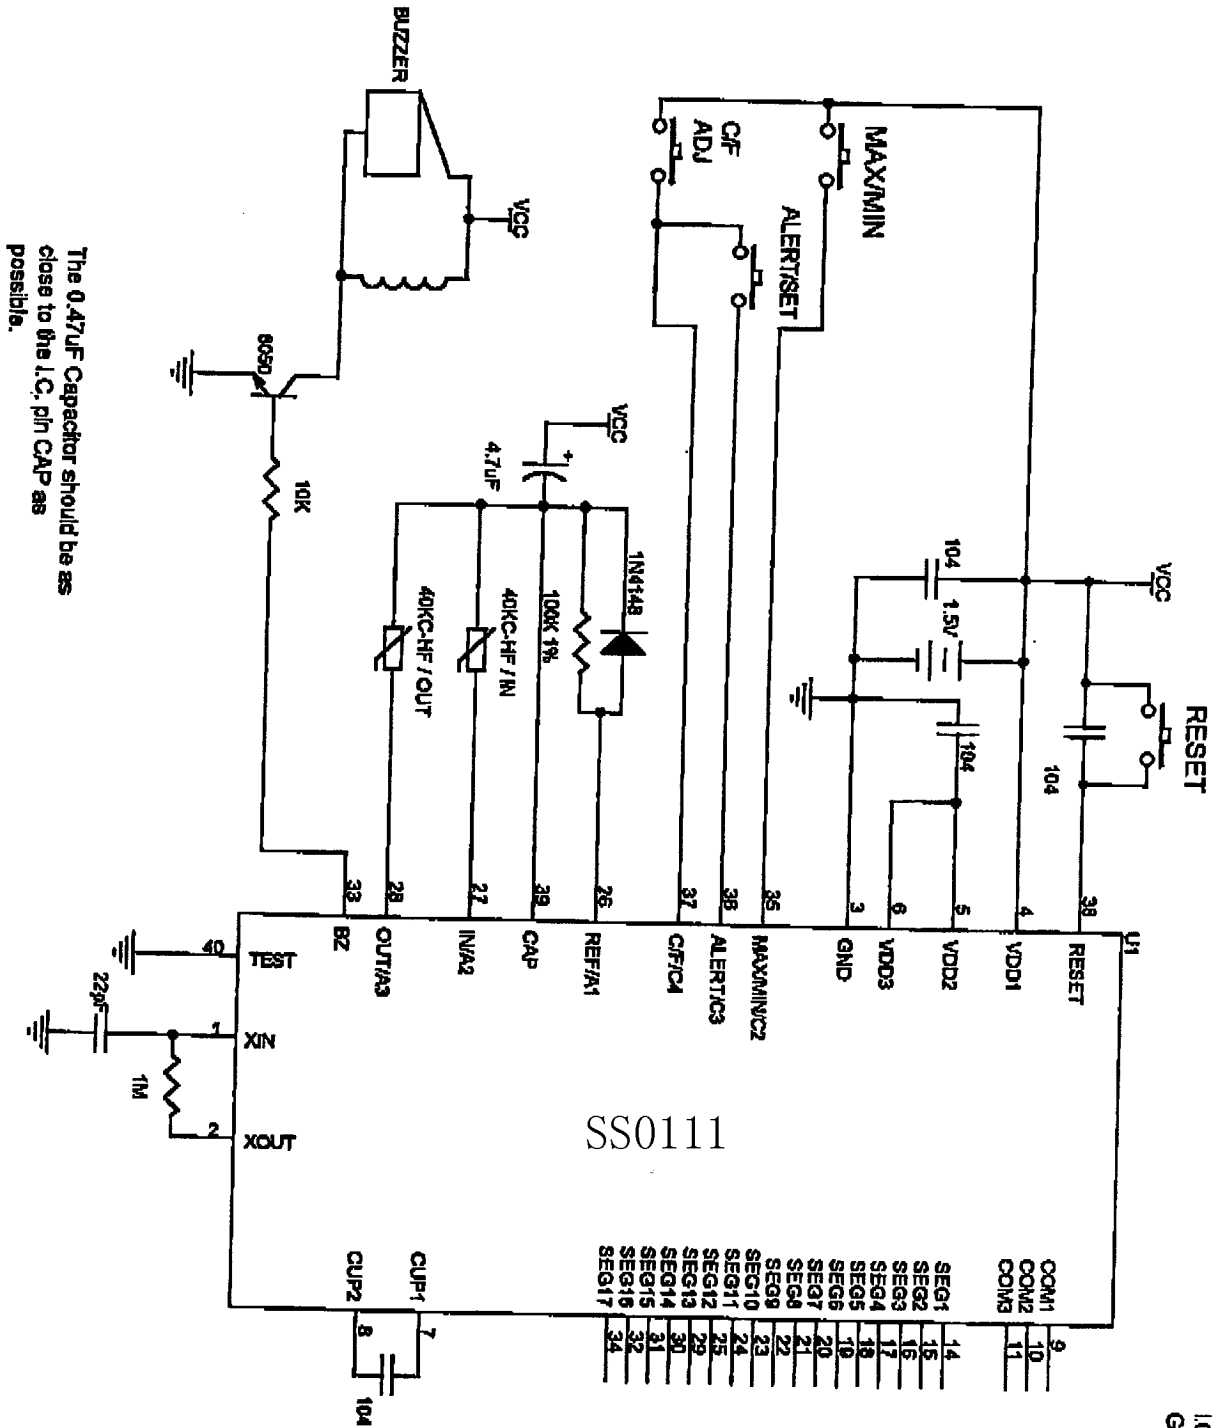 BUZZER
VCC
The 0.47uF Capacitor should be as
close to the I.C. pin CAP as
possible.
8050
10K
MAX/MIN
C/F
ADJ
ALERT/SET
VCC
4.7uF
1N4148
100K 1%
40KC-HF / IN
40KC-HF / OUT
VCC
104
1.5V
104
RESET
104
38
4
5
6
3
35
36
37
26
39
27
28
33
U1
RESET
VDD1
VDD2
VDD3
GND
MAX/MIN/C2
ALERT/C3
C/F/C4
REF/A1
CAP
IN/A2
OUT/A3
BZ
40 TEST
22pF
1 XIN
1M
2 XOUT
SS0111
COM1 9
COM2 10
COM3 11
SEG1 14
SEG2 15
SEG3 16
SEG4 17
SEG5 18
SEG6 19
SEG7 20
SEG8 21
SEG9 22
SEG10 23
SEG11 24
SEG12 25
SEG13 29
SEG14 30
SEG15 31
SEG16 32
SEG17 34
CUP1 7
CUP2 8
104